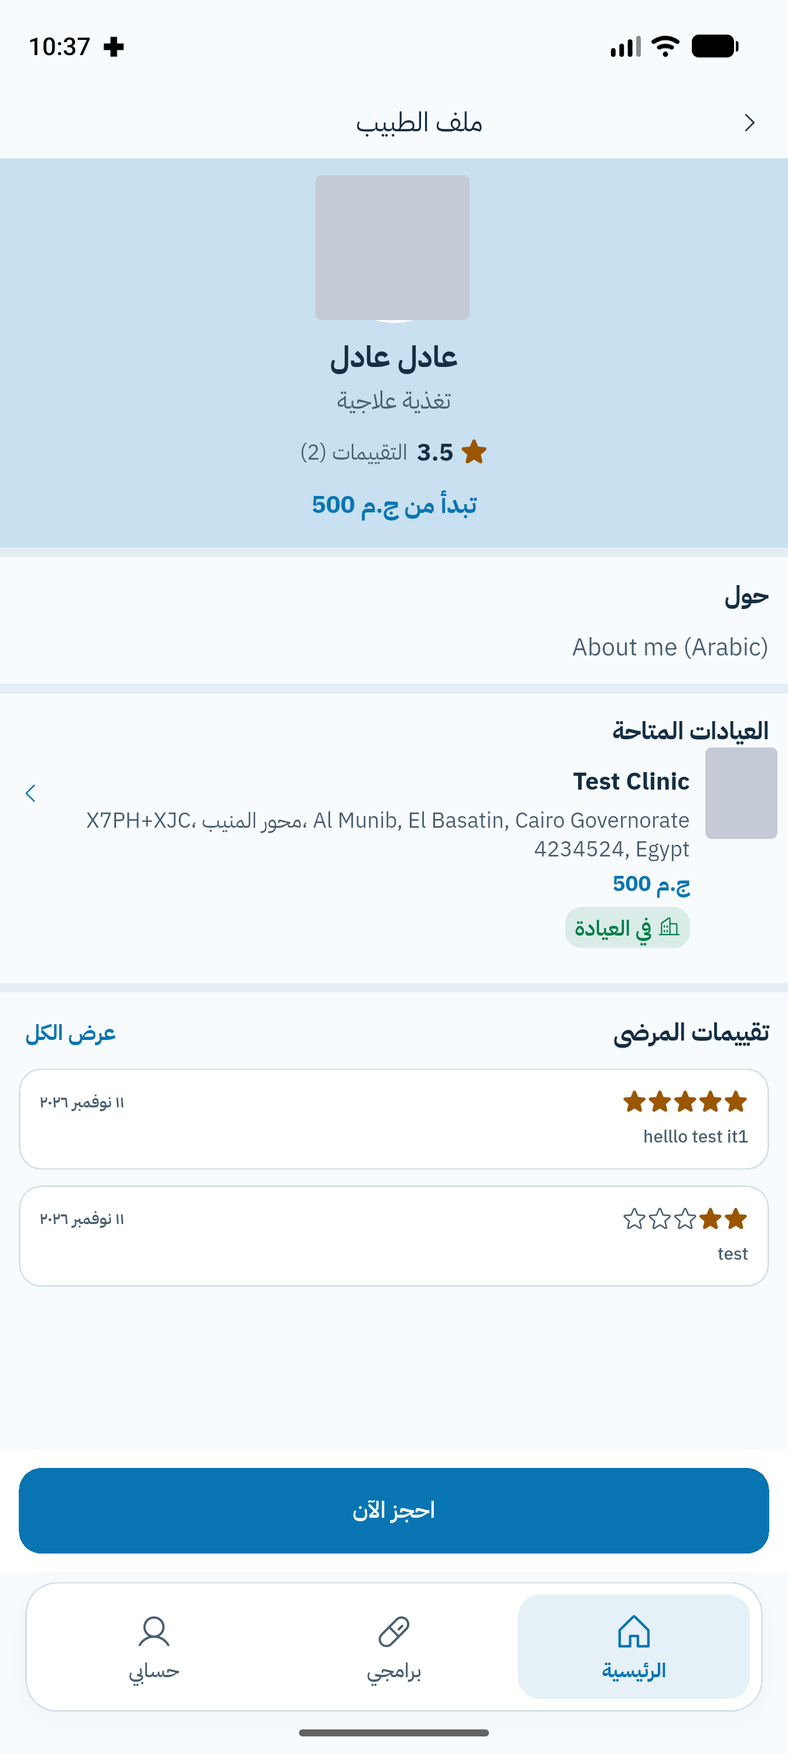 10:37
ملف الطبيب
عادل عادل
تغذية علاجية
3.5 التقييمات (2)
تبدأ من ج.م 500
حول
About me (Arabic)
العيادات المتاحة
Test Clinic
X7PH+XJC، محور المنيب، Al Munib, El Basatin, Cairo Governorate
4234524, Egypt
ج.م 500
في العيادة
تقييمات المرضى
عرض الكل
١١ نوفمبر ٢٠٢٦
helllo test it1
١١ نوفمبر ٢٠٢٦
test
احجز الآن
الرئيسية
برامجي
حسابي